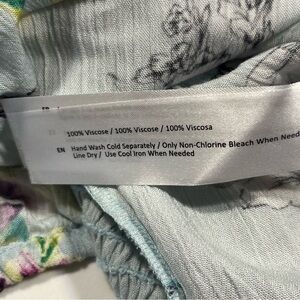 100% Viscose / 100% Viscose / 100% Viscosa
EN Hand Wash Cold Separately / Only Non-Chlorine Bleach When Need
Line Dry / Use Cool Iron When Needed